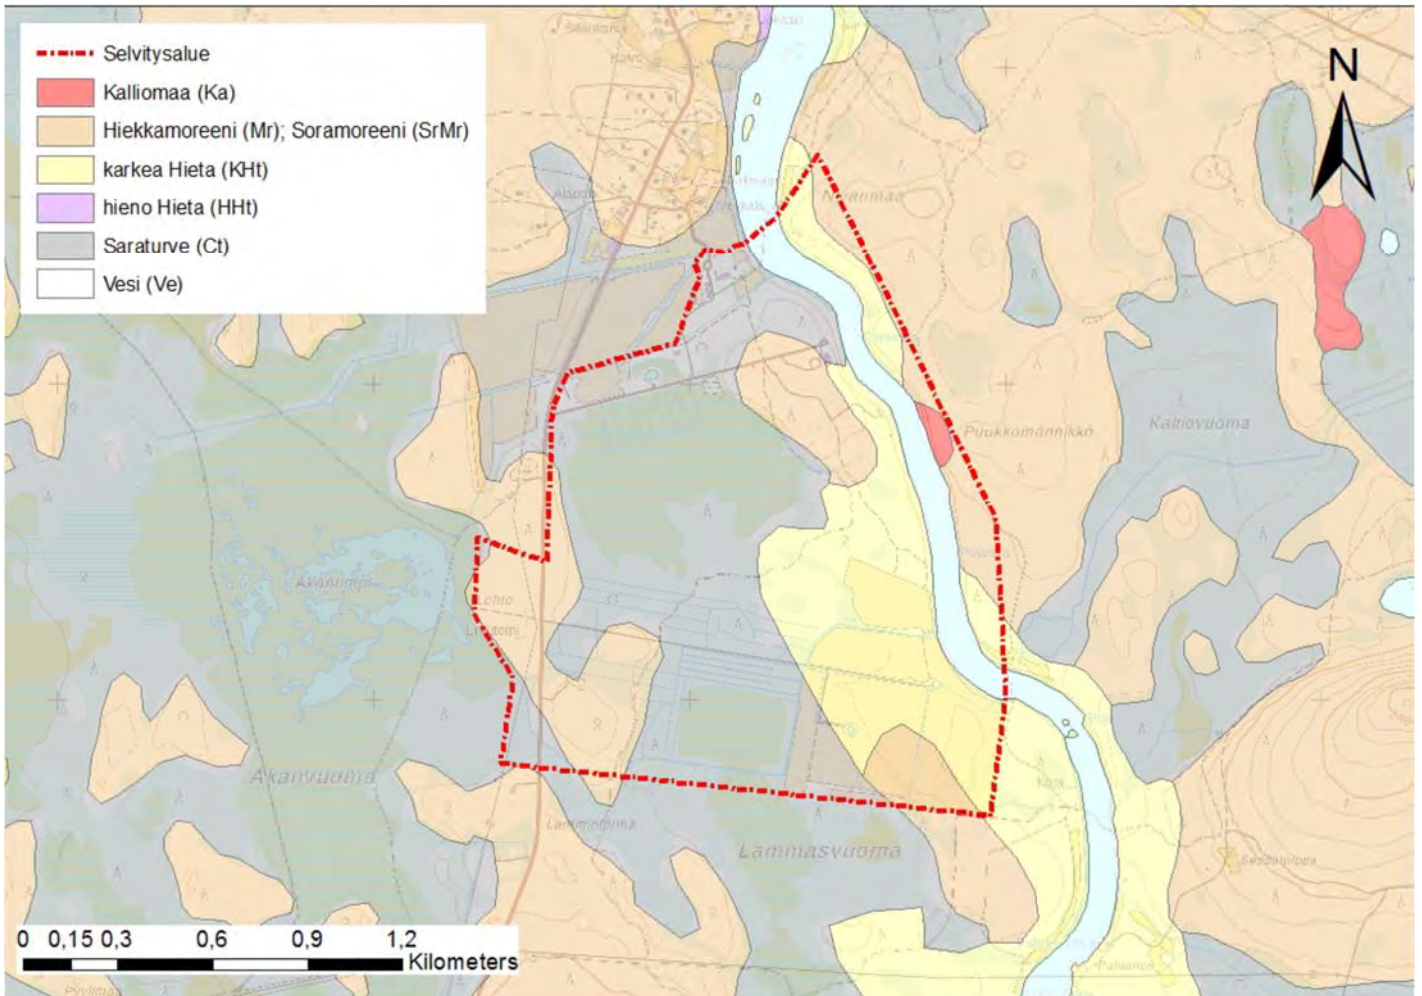 Selvitysalue
Kalliomaa (Ka)
Hiekkamoreeni (Mr); Soramoreeni (SrMr)
karkea Hieta (KHt)
hieno Hieta (HHt)
Saraturve (Ct)
Vesi (Ve)
N
Puukkomännikkö
Kaltiovuoma
Akanvuoma
Lammasvuoma
Lehto
0 0,15 0,3 0,6 0,9 1,2
Kilometers